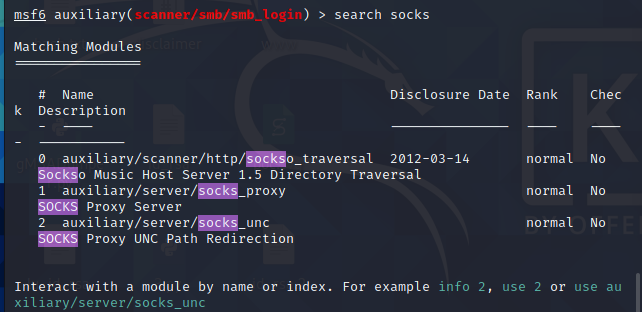 msf6 auxiliary(scanner/smb/smb_login) > search socks
Matching Modules
================
#  Name                                     Disclosure Date  Rank    Chec
k  Description
-  ----                                     ---------------  ----    ----
-  -----------
0  auxiliary/scanner/http/sockso_traversal  2012-03-14       normal  No
Sockso Music Host Server 1.5 Directory Traversal
1  auxiliary/server/socks_proxy                              normal  No
SOCKS Proxy Server
2  auxiliary/server/socks_unc                                normal  No
SOCKS Proxy UNC Path Redirection
Interact with a module by name or index. For example info 2, use 2 or use au
xiliary/server/socks_unc